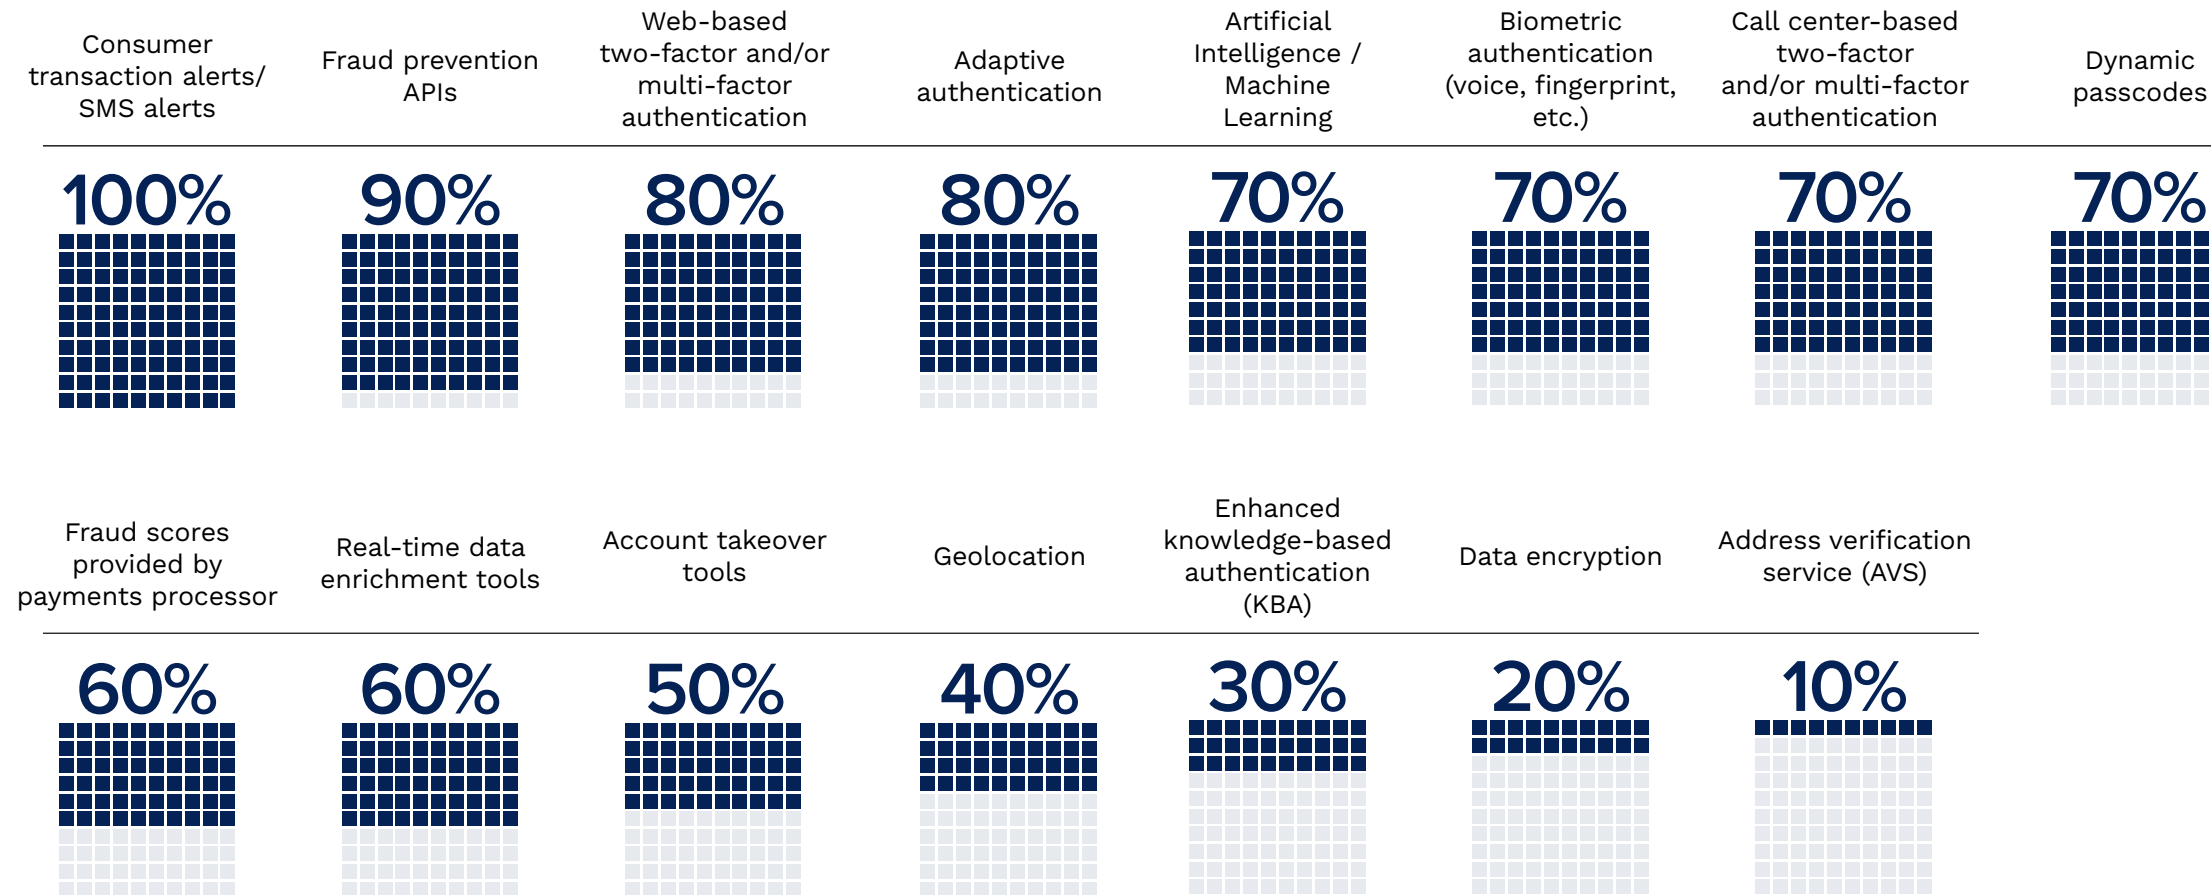 Consumer
transaction alerts/
SMS alerts
Fraud prevention
APIs
Web-based
two-factor and/or
multi-factor
authentication
Adaptive
authentication
Artificial
Intelligence /
Machine
Learning
Biometric
authentication
(voice, fingerprint,
etc.)
Call center-based
two-factor
and/or multi-factor
authentication
Dynamic
passcodes
100%
90%
80%
80%
70%
70%
70%
70%
Fraud scores
provided by
payments processor
Real-time data
enrichment tools
Account takeover
tools
Geolocation
Enhanced
knowledge-based
authentication
(KBA)
Data encryption
Address verification
service (AVS)
60%
60%
50%
40%
30%
20%
10%